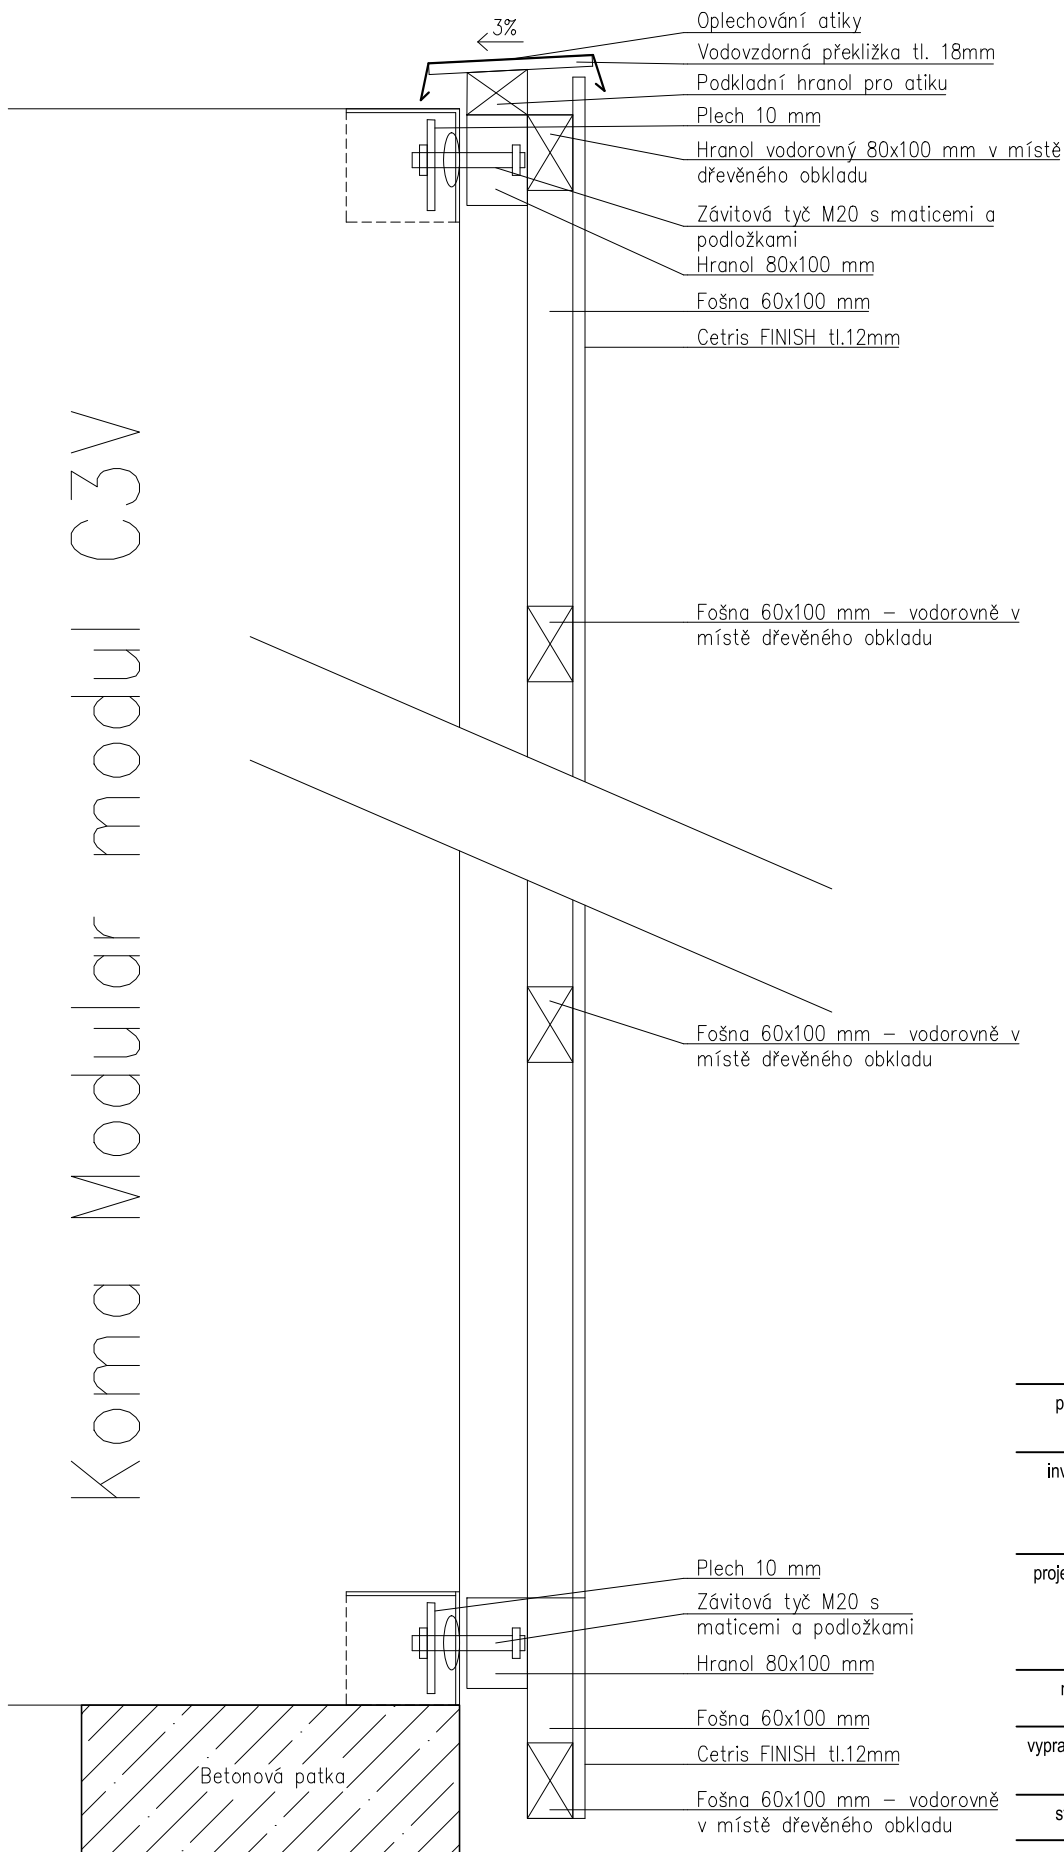 3%
Oplechování atiky
Vodovzdorná překližka tl. 18mm
Podkladní hranol pro atiku
Plech 10 mm
Hranol vodorovný 80x100 mm v místě
dřevěného obkladu
Závitová tyč M20 s maticemi a
podložkami
Hranol 80x100 mm
Fošna 60x100 mm
Cetris FINISH tl.12mm
Koma Modular modul C3V
Fošna 60x100 mm – vodorovně v
místě dřevěného obkladu
Fošna 60x100 mm – vodorovně v
místě dřevěného obkladu
Plech 10 mm
Závitová tyč M20 s
maticemi a podložkami
Hranol 80x100 mm
Fošna 60x100 mm
Cetris FINISH tl.12mm
Fošna 60x100 mm – vodorovně
v místě dřevěného obkladu
Betonová patka
p
inv
proje
vypra
s